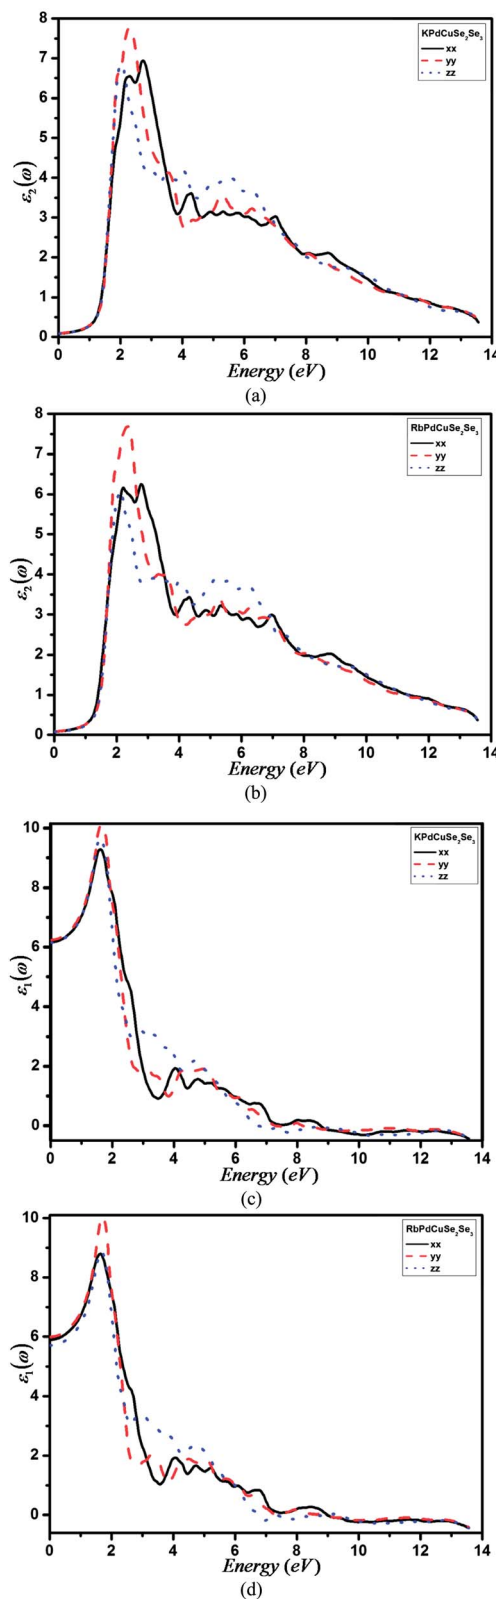 8
7
6
5
4
3
2
1
0
ε₂(ω)
KPdCuSe₂Se₃
xx
yy
zz
0 2 4 6 8 10 12 14
Energy (eV)
(a)
8
7
6
5
4
3
2
1
0
ε₂(ω)
RbPdCuSe₂Se₃
xx
yy
zz
0 2 4 6 8 10 12 14
Energy (eV)
(b)
10
8
6
4
2
0
ε₁(ω)
KPdCuSe₂Se₃
xx
yy
zz
0 2 4 6 8 10 12 14
Energy (eV)
(c)
10
8
6
4
2
0
ε₁(ω)
RbPdCuSe₂Se₃
xx
yy
zz
0 2 4 6 8 10 12 14
Energy (eV)
(d)